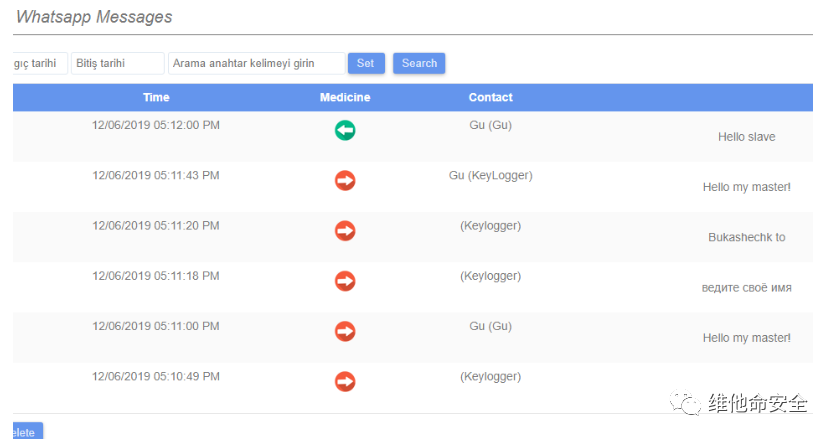 Whatsapp Messages
gıç tarihi Bitiş tarihi Arama anahtar kelimeyi girin Set Search
Time Medicine Contact
12/06/2019 05:12:00 PM Gu (Gu) Hello slave
12/06/2019 05:11:43 PM Gu (KeyLogger) Hello my master!
12/06/2019 05:11:20 PM (Keylogger) Bukashechk to
12/06/2019 05:11:18 PM (Keylogger) ведите своё имя
12/06/2019 05:11:00 PM Gu (Gu) Hello my master!
12/06/2019 05:10:49 PM (Keylogger)
维他命安全
elete